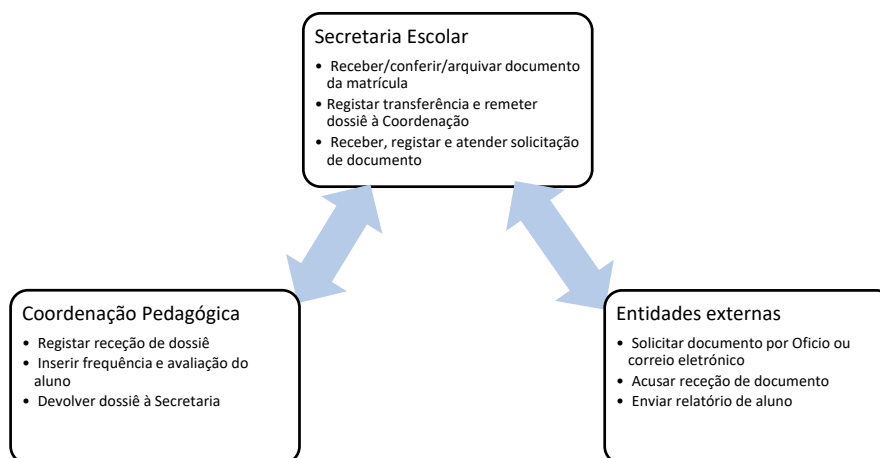 Secretaria Escolar
• Receber/conferir/arquivar documento
da matrícula
• Registar transferência e remeter
dossiê à Coordenação
• Receber, registar e atender solicitação
de documento
Coordenação Pedagógica
• Registar receção de dossiê
• Inserir frequência e avaliação do
aluno
• Devolver dossiê à Secretaria
Entidades externas
• Solicitar documento por Oficio ou
correio eletrónico
• Acusar receção de documento
• Enviar relatório de aluno